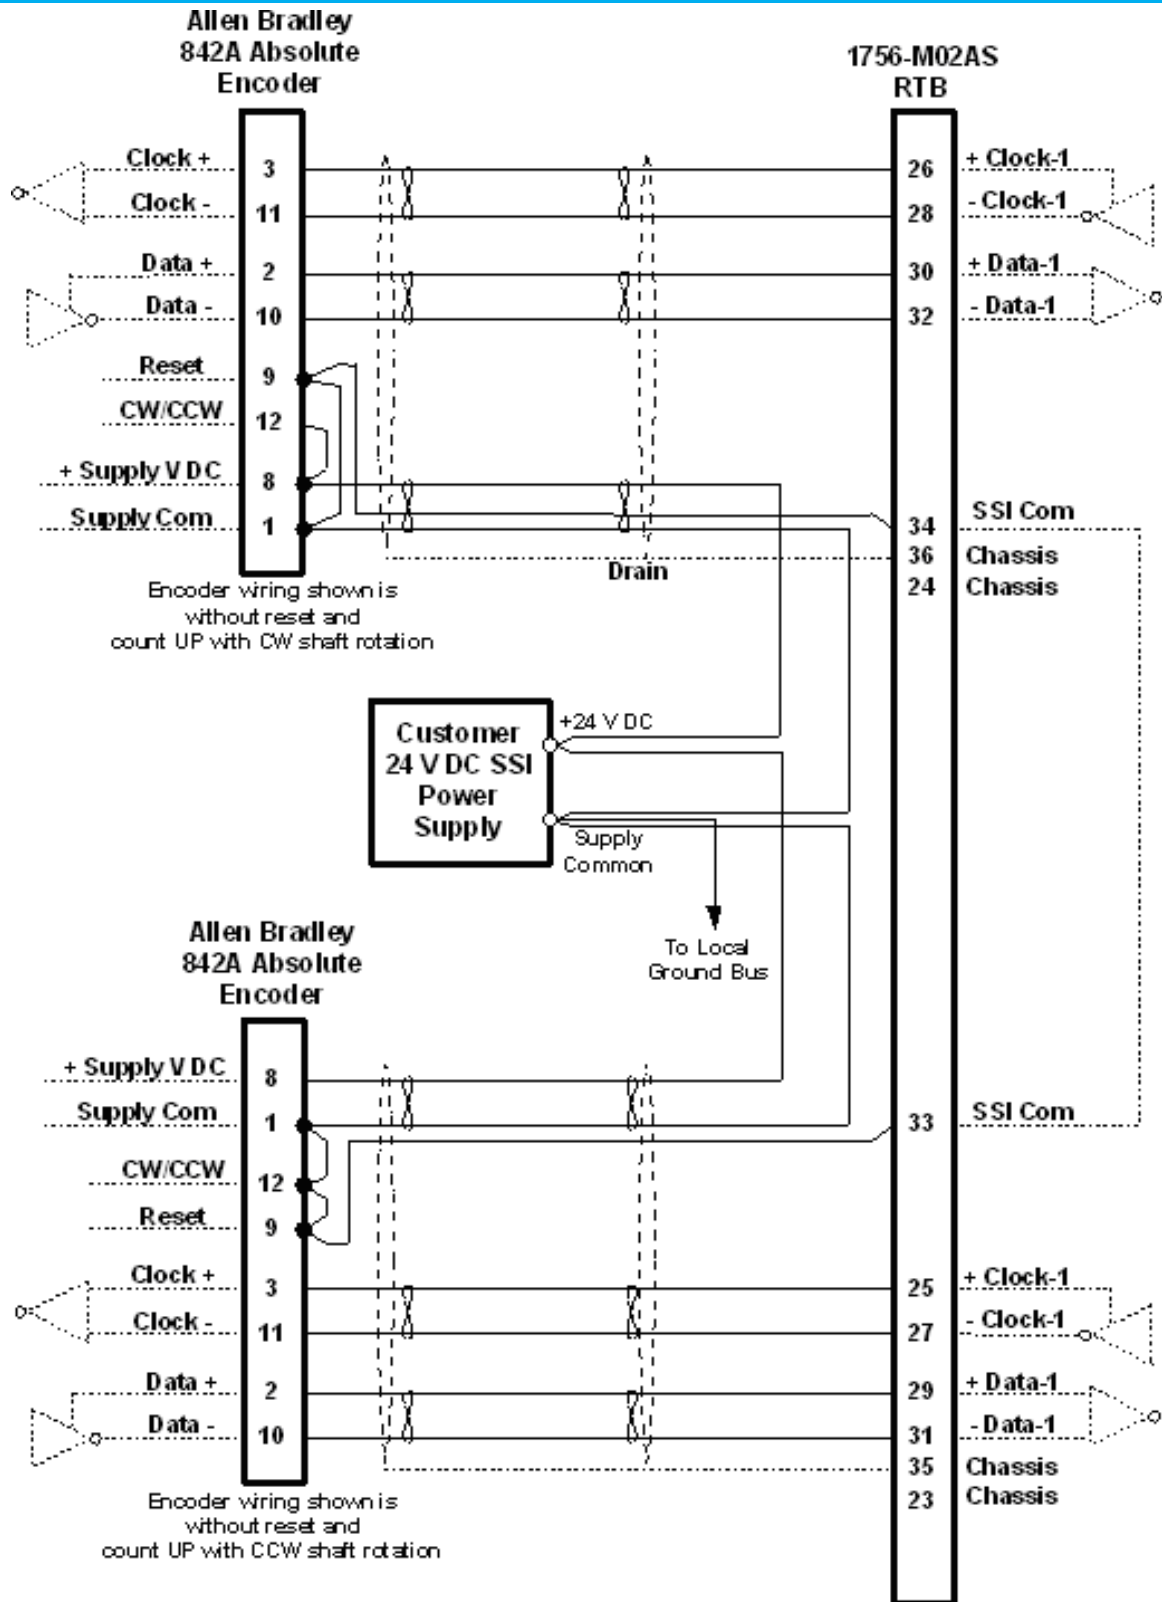 Allen Bradley
842A Absolute
Encoder
1756-M02AS
RTB
Clock + 3 26 + Clock-1
Clock - 11 28 - Clock-1
Data + 2 30 + Data-1
Data - 10 32 - Data-1
Reset 9
CW/CCW 12
+ Supply V DC 8
Supply Com 1 34 SSI Com
36 Chassis
Drain
24 Chassis
Encoder wiring shown is
without reset and
count UP with CW shaft rotation
+24 V DC
Customer
24 V DC SSI
Power
Supply
Supply
Common
To Local
Ground Bus
Allen Bradley
842A Absolute
Encoder
+ Supply V DC 8
Supply Com 1 33 SSI Com
CW/CCW 12
Reset 9
Clock + 3 25 + Clock-1
Clock - 11 27 - Clock-1
Data + 2 29 + Data-1
Data - 10 31 - Data-1
35 Chassis
23 Chassis
Encoder wiring shown is
without reset and
count UP with CCW shaft rotation